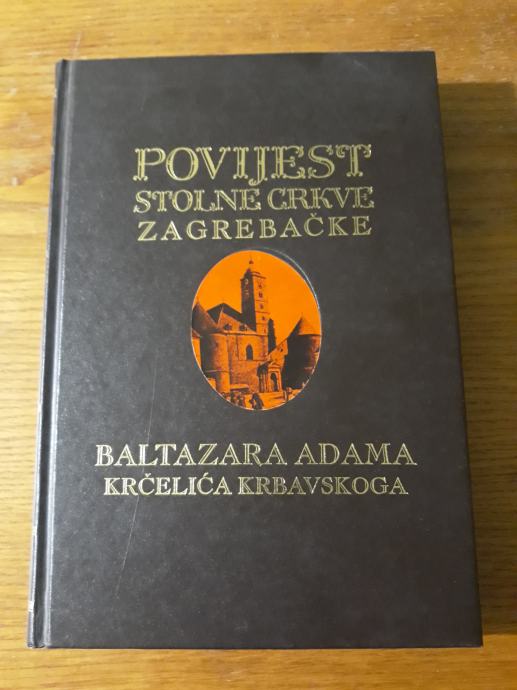 POVIJEST
STOLNE CRKVE
ZAGREBAČKE
BALTAZARA ADAMA
KRČELIĆA KRBAVSKOGA